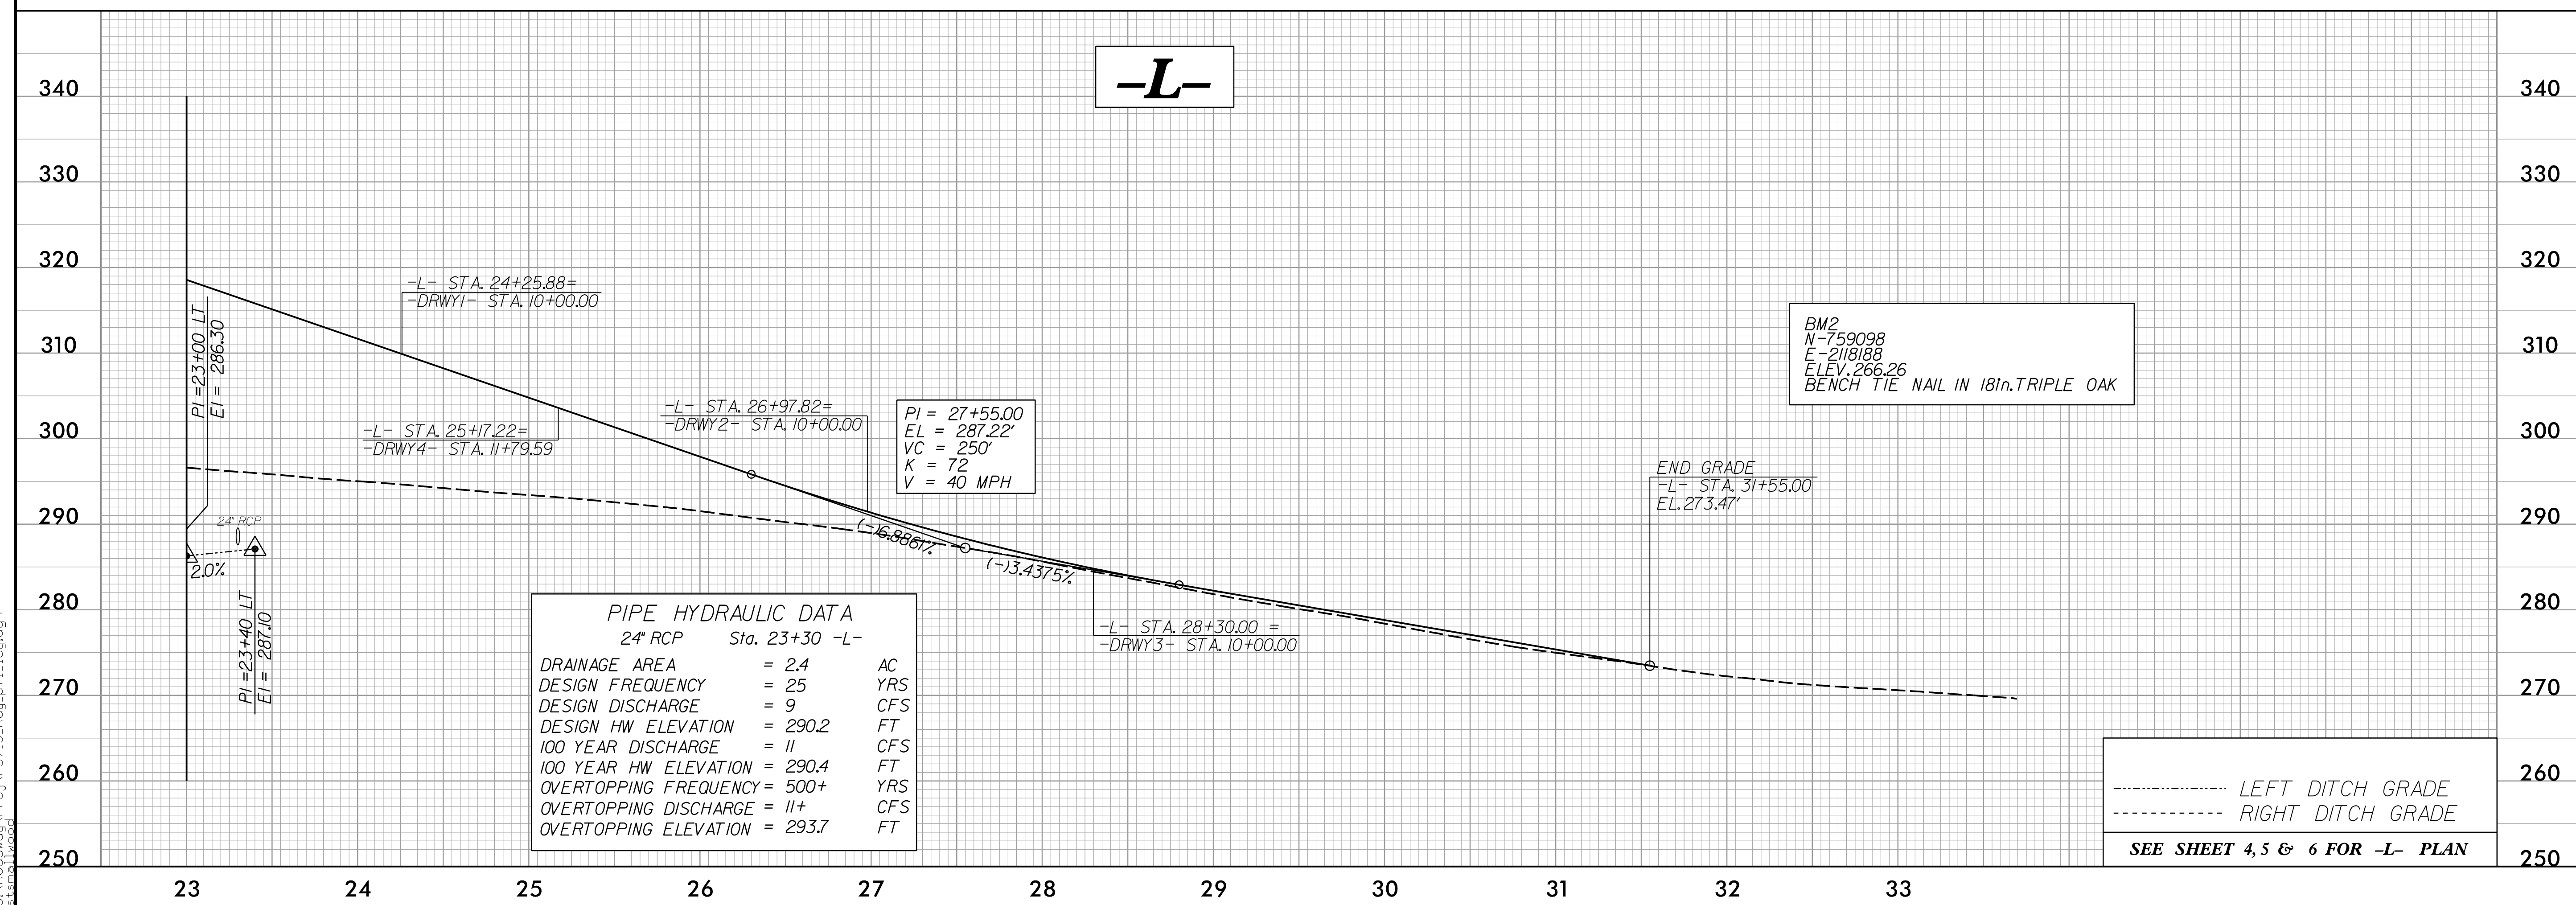 -L-
340
340
330
330
320
320
310
310
300
300
290
290
280
280
270
270
260
260
250
250
-L- STA. 24+25.88=
-DRWY1- STA. 10+00.00
PI =23+00 LT
El = 286.30
-L- STA. 25+17.22=
-DRWY4- STA. 11+79.59
-L- STA. 26+97.82=
-DRWY2- STA. 10+00.00
PI = 27+55.00
EL = 287.22'
VC = 250'
K = 72
V = 40 MPH
BM2
N-759098
E-2118188
ELEV. 266.26
BENCH TIE NAIL IN 18in. TRIPLE OAK
END GRADE
-L- STA. 31+55.00
EL. 273.47'
24" RCP
2.0%
PI =23+40 LT
El = 287.10
(-)6.8861%
(-)3.4375%
-L- STA. 28+30.00 =
-DRWY3- STA. 10+00.00
PIPE HYDRAULIC DATA
24" RCP Sta. 23+30 -L-
DRAINAGE AREA = 2.4 AC
DESIGN FREQUENCY = 25 YRS
DESIGN DISCHARGE = 9 CFS
DESIGN HW ELEVATION = 290.2 FT
100 YEAR DISCHARGE = 11 CFS
100 YEAR HW ELEVATION = 290.4 FT
OVERTOPPING FREQUENCY = 500+ YRS
OVERTOPPING DISCHARGE = 11+ CFS
OVERTOPPING ELEVATION = 293.7 FT
LEFT DITCH GRADE
RIGHT DITCH GRADE
SEE SHEET 4, 5 & 6 FOR -L- PLAN
23 24 25 26 27 28 29 30 31 32 33